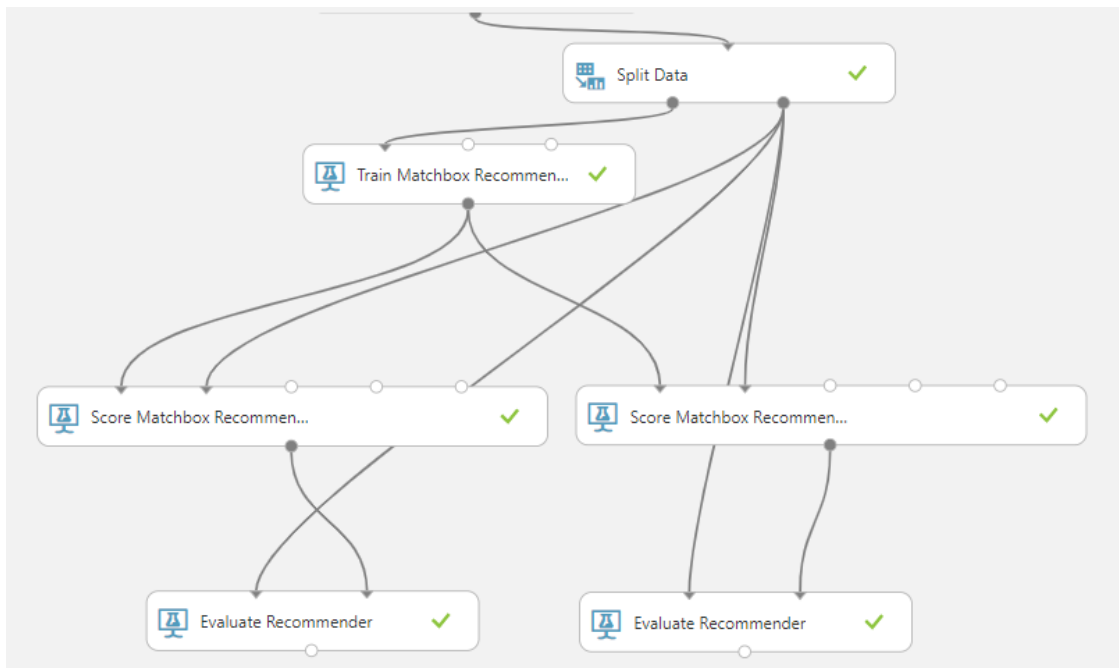 Split Data
Train Matchbox Recommen...
Score Matchbox Recommen...
Score Matchbox Recommen...
Evaluate Recommender
Evaluate Recommender